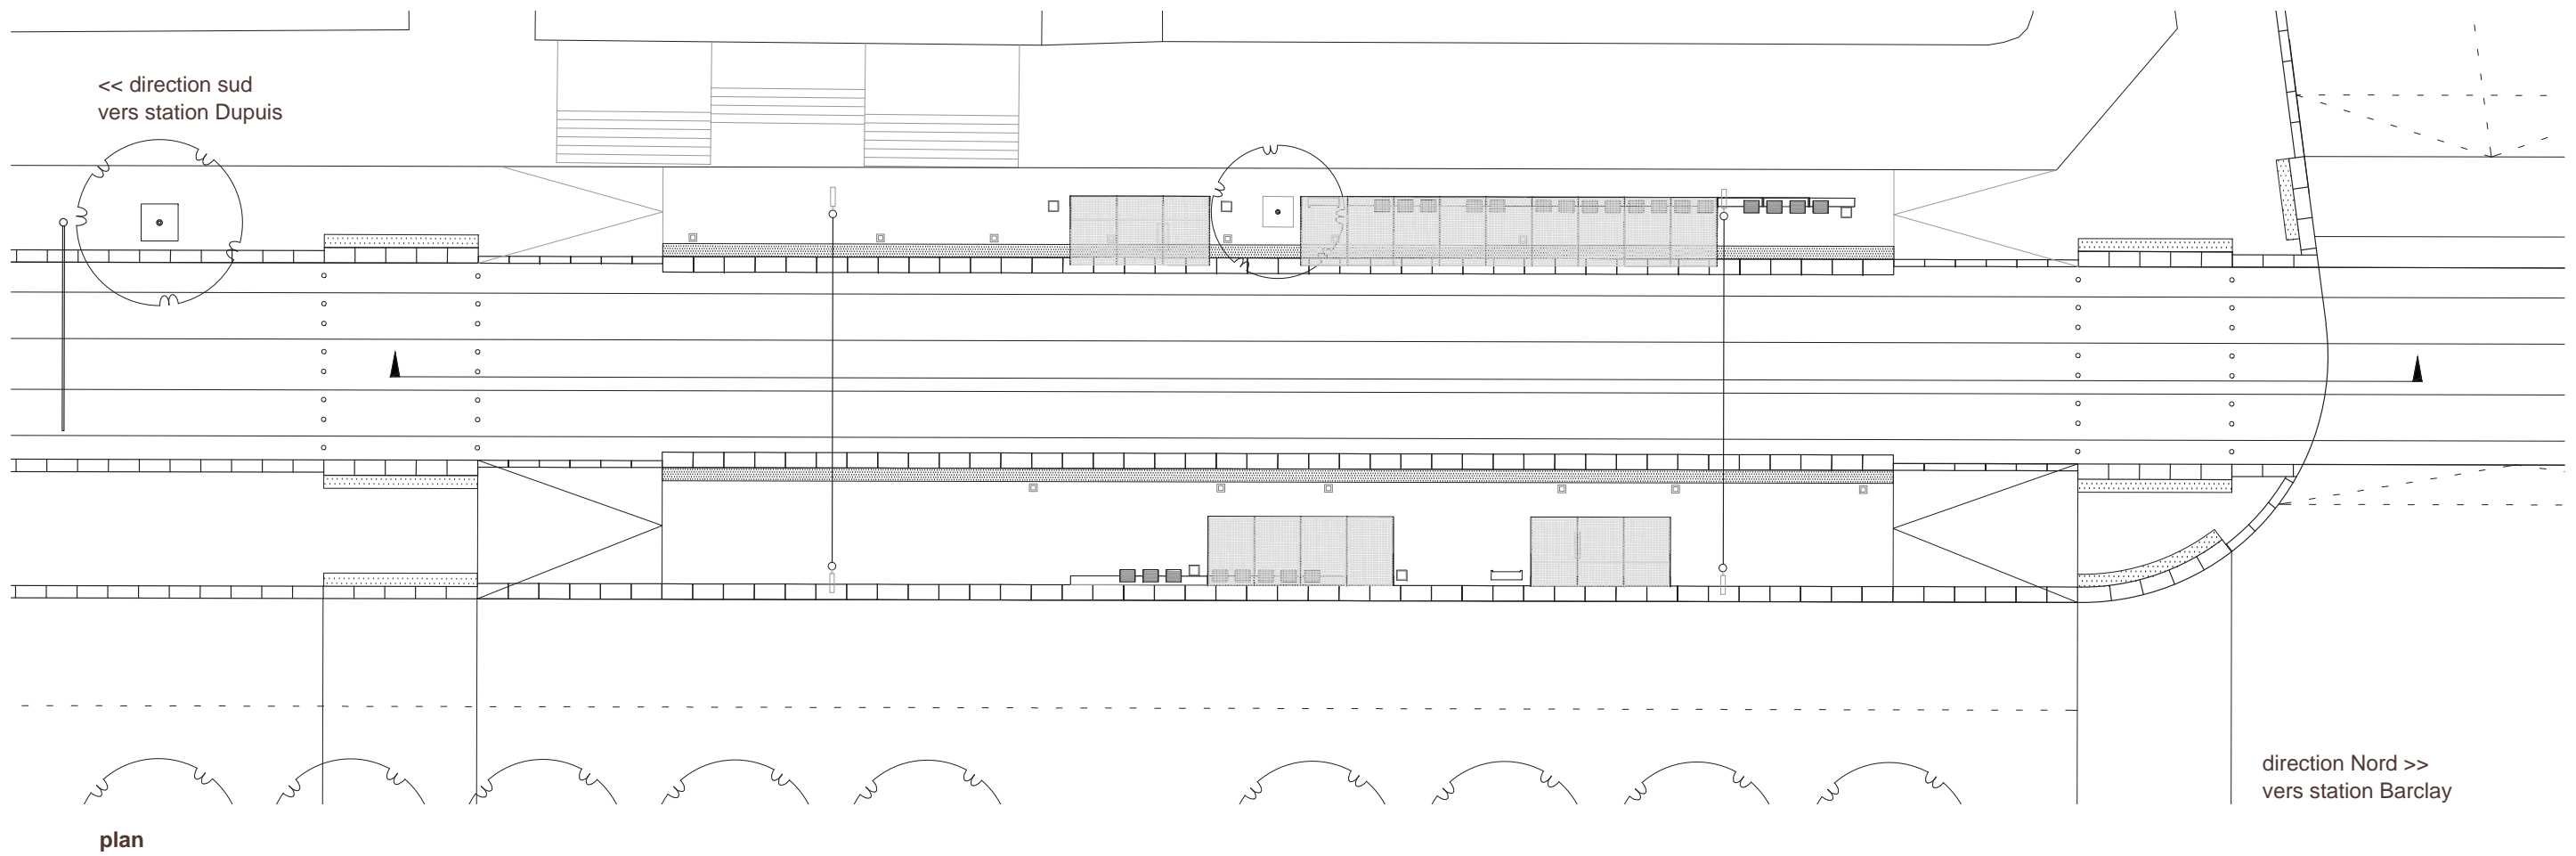 << direction sud
vers station Dupuis
direction Nord >>
vers station Barclay
plan